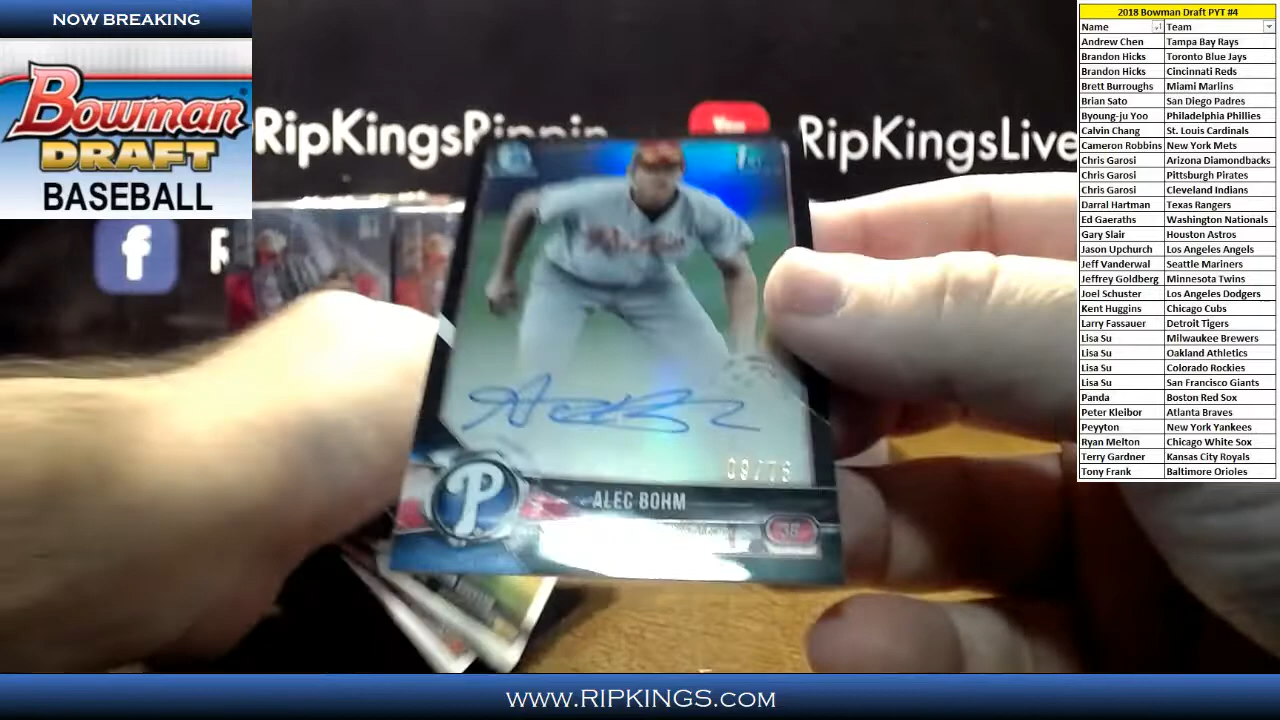 NOW BREAKING
Bowman
DRAFT
BASEBALL
RipKingsPippin
RipKingsLive
You
f
R
1st
Phillies
P
ALEC BOHM
38
WWW.RIPKINGS.COM
2018 Bowman Draft PYT #4
Name Team
Andrew Chen Tampa Bay Rays
Brandon Hicks Toronto Blue Jays
Brandon Hicks Cincinnati Reds
Brett Burroughs Miami Marlins
Brian Sato San Diego Padres
Byoung-ju Yoo Philadelphia Phillies
Calvin Chang St. Louis Cardinals
Cameron Robbins New York Mets
Chris Garosi Arizona Diamondbacks
Chris Garosi Pittsburgh Pirates
Chris Garosi Cleveland Indians
Darral Hartman Texas Rangers
Ed Gaeraths Washington Nationals
Gary Slair Houston Astros
Jason Upchurch Los Angeles Angels
Jeff Vanderwal Seattle Mariners
Jeffrey Goldberg Minnesota Twins
Joel Schuster Los Angeles Dodgers
Kent Huggins Chicago Cubs
Larry Fassauer Detroit Tigers
Lisa Su Milwaukee Brewers
Lisa Su Oakland Athletics
Lisa Su Colorado Rockies
Lisa Su San Francisco Giants
Panda Boston Red Sox
Peter Kleibor Atlanta Braves
Peyyton New York Yankees
Ryan Melton Chicago White Sox
Terry Gardner Kansas City Royals
Tony Frank Baltimore Orioles